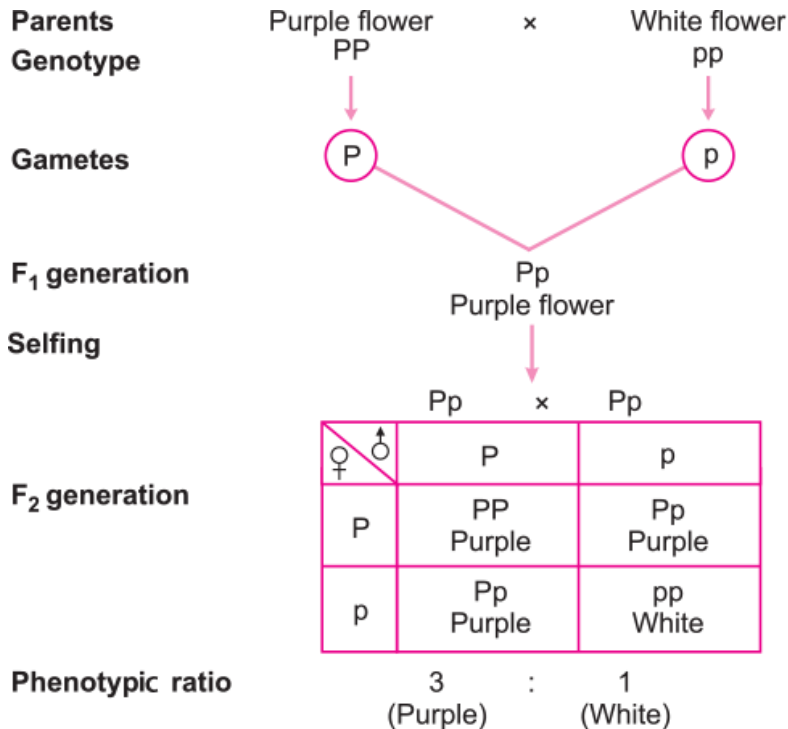 Parents Purple flower × White flower
Genotype PP pp
Gametes P p
F₁ generation Pp
Purple flower
Selfing
Pp × Pp
♀ ♂ P p
F₂ generation
P PP Pp
Purple Purple
p Pp pp
Purple White
Phenotypic ratio 3 : 1
(Purple) (White)